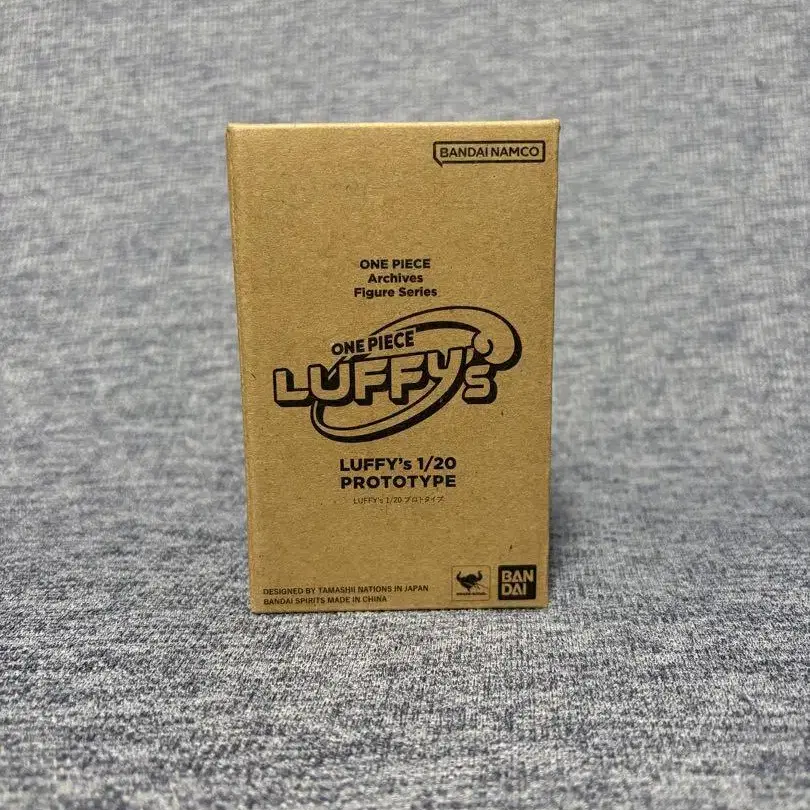 BANDAI NAMCO
ONE PIECE
Archives
Figure Series
ONE PIECE
LUFFY's
LUFFY's 1/20
PROTOTYPE
LUFFY's 1/20 プロトタイプ
DESIGNED BY TAMASHII NATIONS IN JAPAN
BANDAI SPIRITS MADE IN CHINA
BAN
DAI